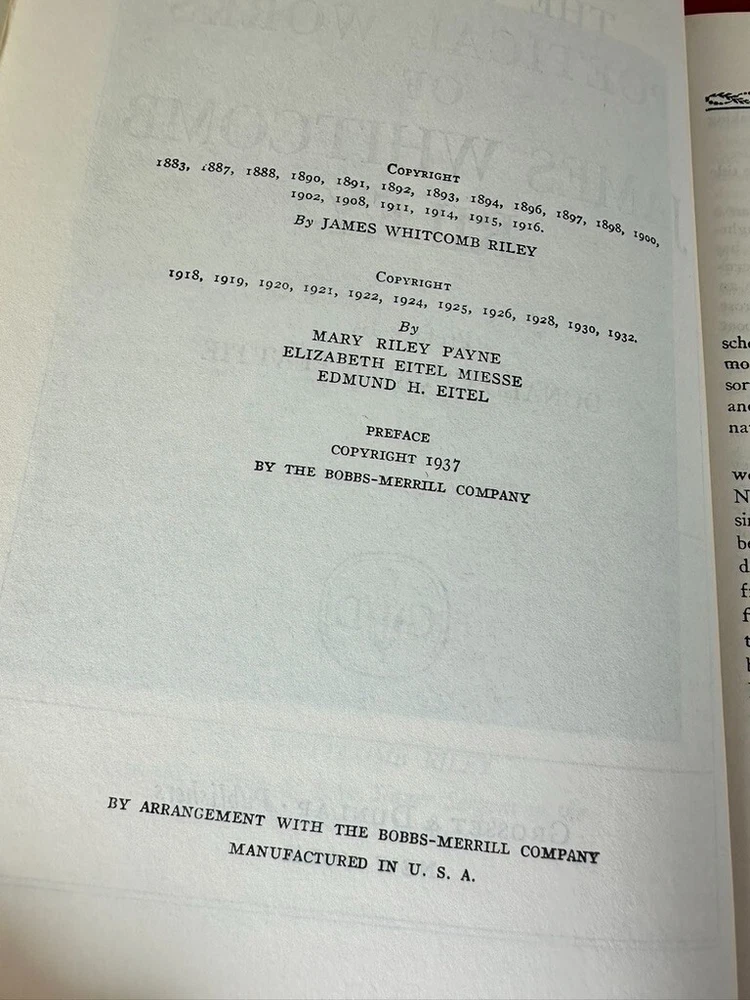 COPYRIGHT
1883, 1887, 1888, 1890, 1891, 1892, 1893, 1894, 1896, 1897, 1898, 1900,
1902, 1908, 1911, 1914, 1915, 1916.
By JAMES WHITCOMB RILEY
COPYRIGHT
1918, 1919, 1920, 1921, 1922, 1924, 1925, 1926, 1928, 1930, 1932.
By
MARY RILEY PAYNE
ELIZABETH EITEL MIESSE
EDMUND H. EITEL
PREFACE
COPYRIGHT 1937
BY THE BOBBS-MERRILL COMPANY
BY ARRANGEMENT WITH THE BOBBS-MERRILL COMPANY
MANUFACTURED IN U. S. A.